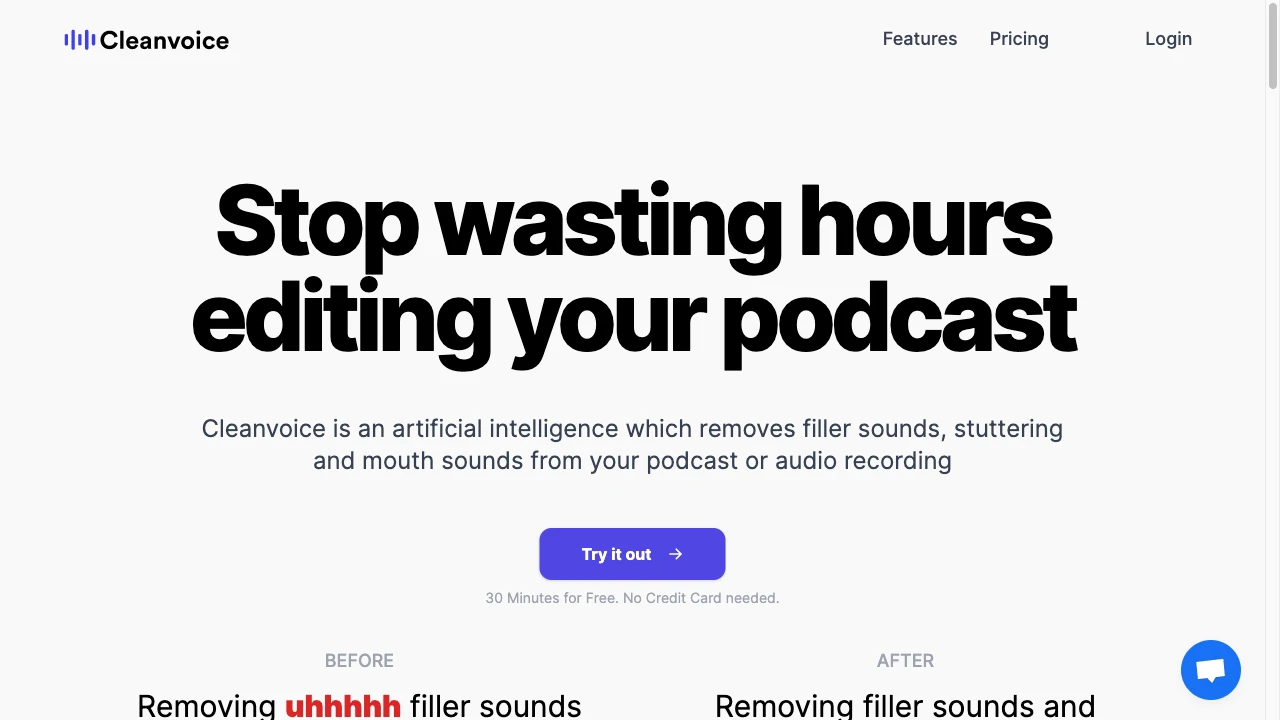 Cleanvoice
Features
Pricing
Login
Stop wasting hours
editing your podcast
Cleanvoice is an artificial intelligence which removes filler sounds, stuttering
and mouth sounds from your podcast or audio recording
Try it out →
30 Minutes for Free. No Credit Card needed.
BEFORE
Removing uhhhhh filler sounds
AFTER
Removing filler sounds and